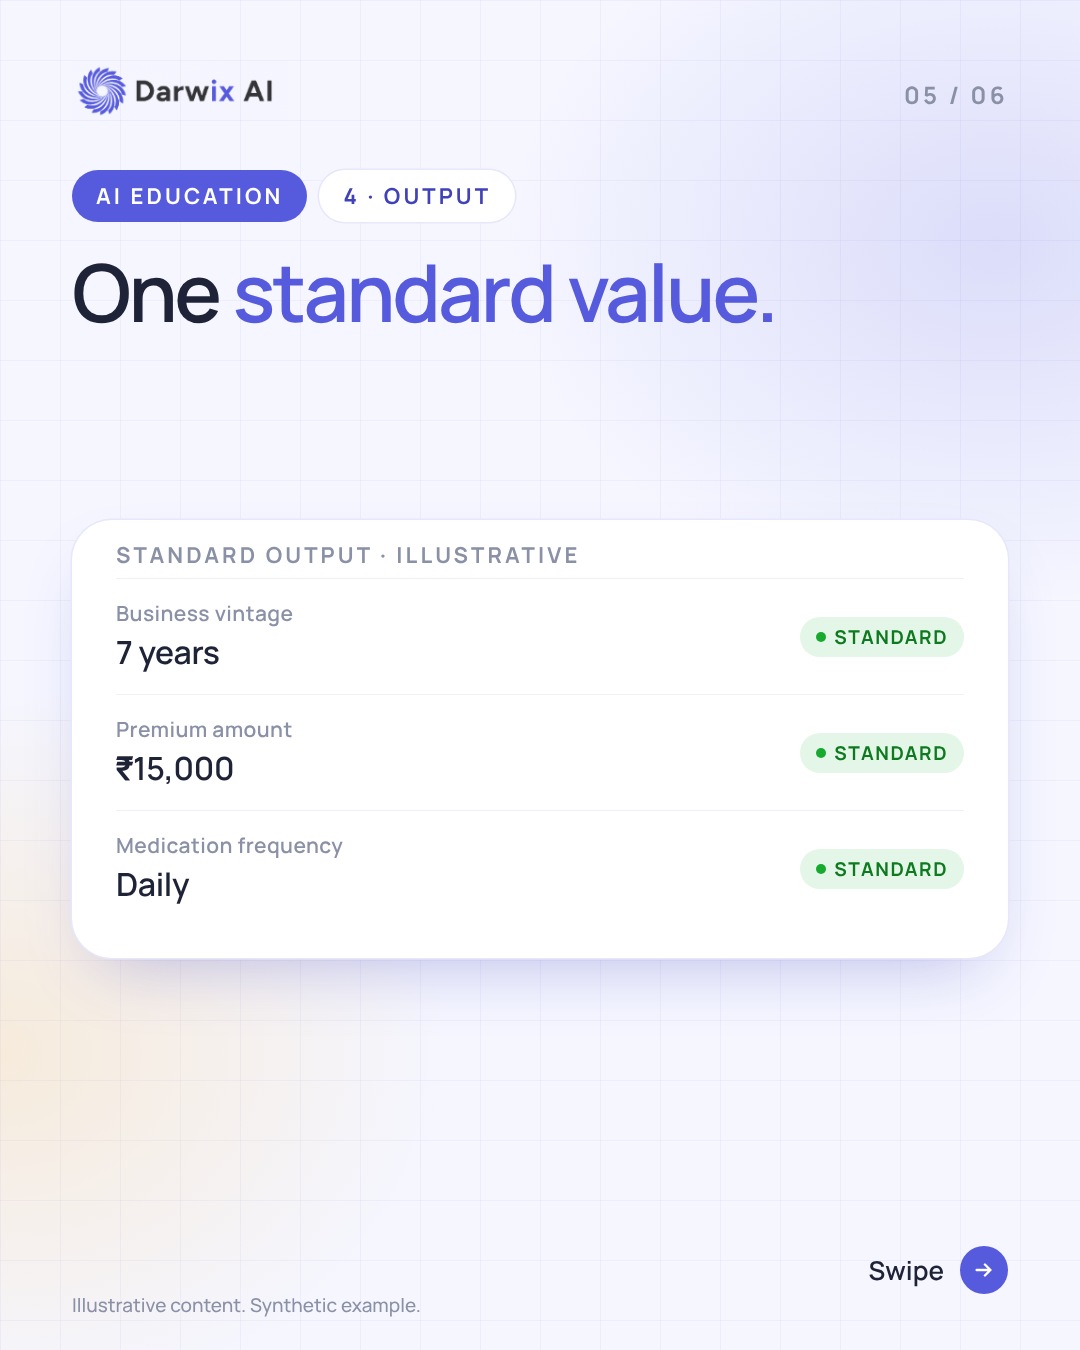 Darwix AI
05 / 06
AI EDUCATION
4 · OUTPUT
One standard value.
STANDARD OUTPUT · ILLUSTRATIVE
Business vintage
7 years
STANDARD
Premium amount
₹15,000
STANDARD
Medication frequency
Daily
STANDARD
Swipe
Illustrative content. Synthetic example.